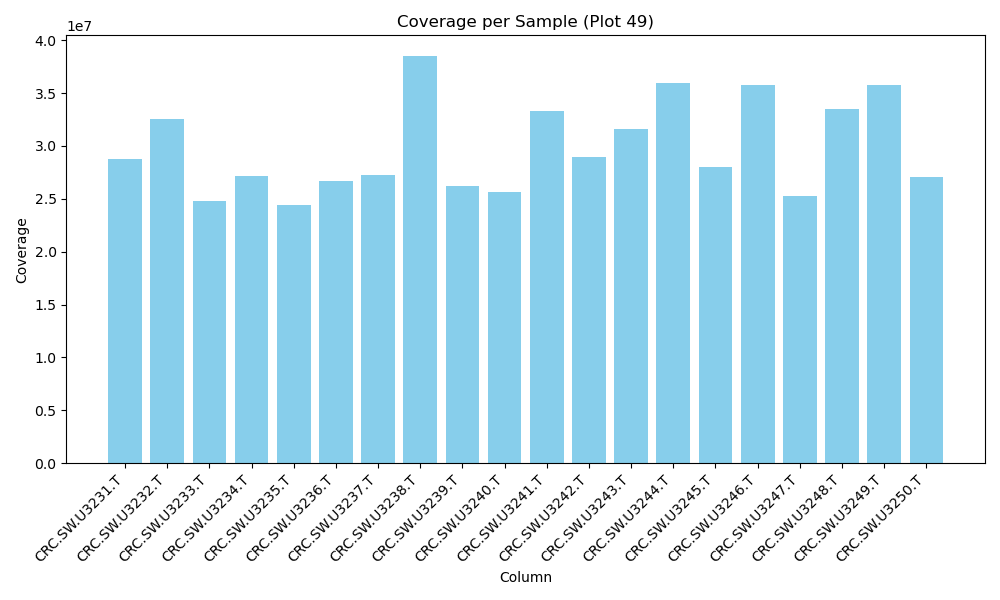 Coverage per Sample (Plot 49)
1e7
4.0
3.5
3.0
2.5
2.0
1.5
1.0
0.5
0.0
Coverage
CRC.SW.U3231.T
CRC.SW.U3232.T
CRC.SW.U3233.T
CRC.SW.U3234.T
CRC.SW.U3235.T
CRC.SW.U3236.T
CRC.SW.U3237.T
CRC.SW.U3238.T
CRC.SW.U3239.T
CRC.SW.U3240.T
CRC.SW.U3241.T
CRC.SW.U3242.T
CRC.SW.U3243.T
CRC.SW.U3244.T
CRC.SW.U3245.T
CRC.SW.U3246.T
CRC.SW.U3247.T
CRC.SW.U3248.T
CRC.SW.U3249.T
CRC.SW.U3250.T
Column